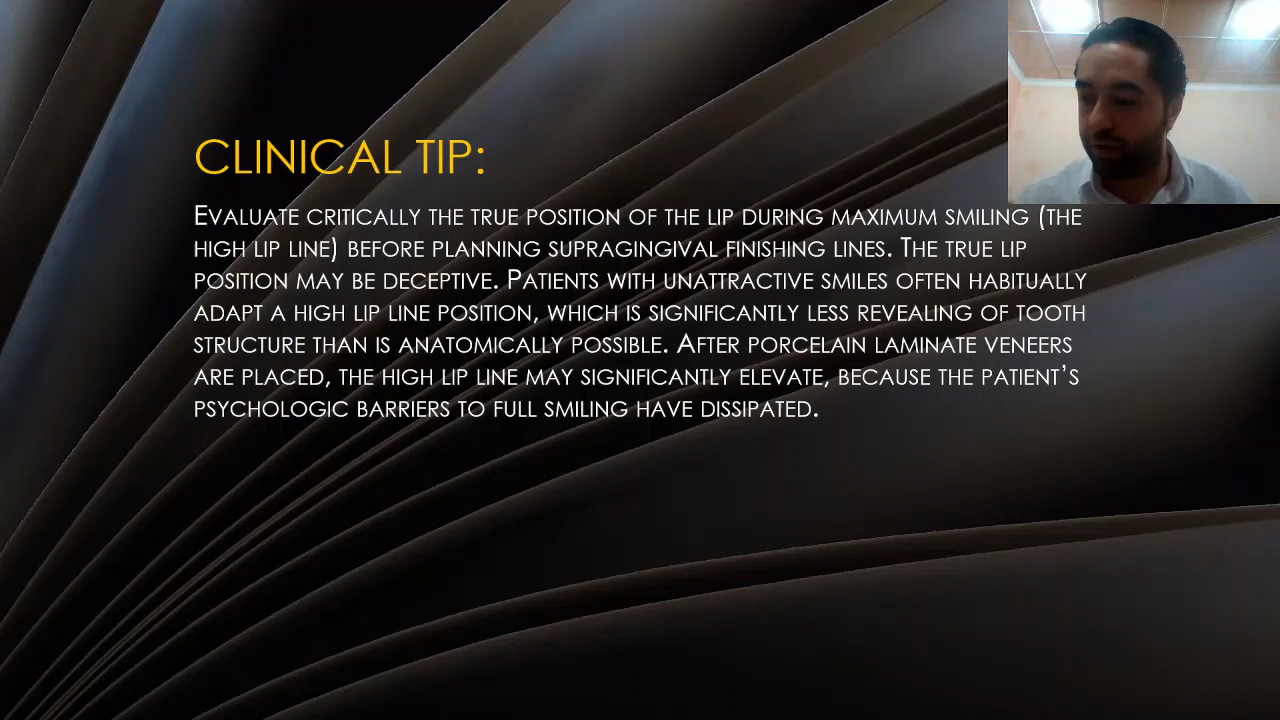 CLINICAL TIP:
EVALUATE CRITICALLY THE TRUE POSITION OF THE LIP DURING MAXIMUM SMILING (THE
HIGH LIP LINE) BEFORE PLANNING SUPRAGINGIVAL FINISHING LINES. THE TRUE LIP
POSITION MAY BE DECEPTIVE. PATIENTS WITH UNATTRACTIVE SMILES OFTEN HABITUALLY
ADAPT A HIGH LIP LINE POSITION, WHICH IS SIGNIFICANTLY LESS REVEALING OF TOOTH
STRUCTURE THAN IS ANATOMICALLY POSSIBLE. AFTER PORCELAIN LAMINATE VENEERS
ARE PLACED, THE HIGH LIP LINE MAY SIGNIFICANTLY ELEVATE, BECAUSE THE PATIENT'S
PSYCHOLOGIC BARRIERS TO FULL SMILING HAVE DISSIPATED.